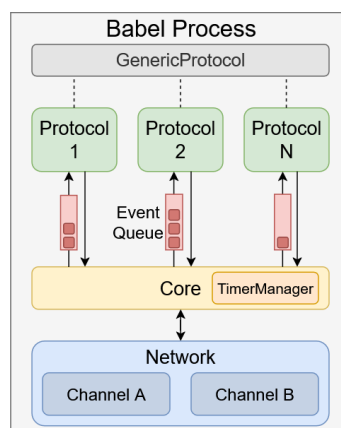 Babel Process
GenericProtocol
Protocol
1
Protocol
2
Protocol
N
Event
Queue
Core
TimerManager
Network
Channel A
Channel B